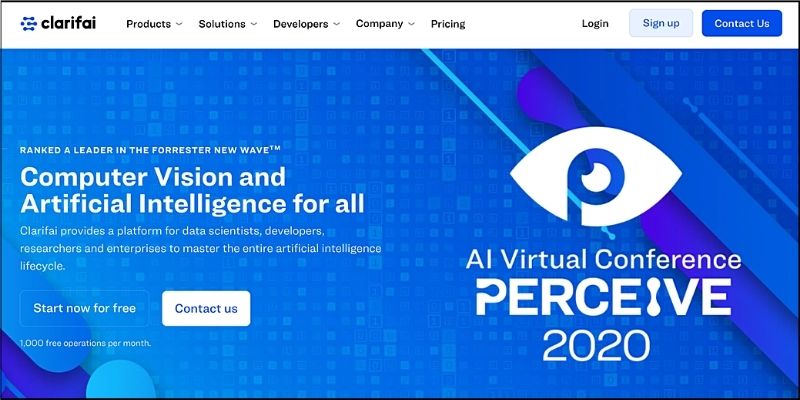 clarifai
Products Solutions Developers Company Pricing Login Sign up Contact Us
RANKED A LEADER IN THE FORRESTER NEW WAVE™
Computer Vision and
Artificial Intelligence for all
Clarifai provides a platform for data scientists, developers,
researchers and enterprises to master the entire artificial intelligence
lifecycle.
Start now for free Contact us
1,000 free operations per month.
AI Virtual Conference
PERCEIVE
2020